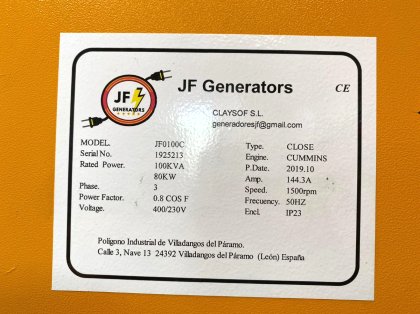 JF
JF Generators
CE
CLAYSOF S.L.
generadoresjf@gmail.com
MODEL. JF0100C
Serial No. 1925213
Rated Power. 100KVA
80KW
Phase. 3
Power Factor. 0.8 COS F
Voltage. 400/230V
Type. CLOSE
Engine. CUMMINS
P.Date. 2019.10
Amp. 144.3A
Speed. 1500rpm
Frecuency. 50HZ
Encl. IP23
Polígono Industrial de Villadangos del Páramo.
Calle 3, Nave 13 24392 Villadangos del Páramo (León) España